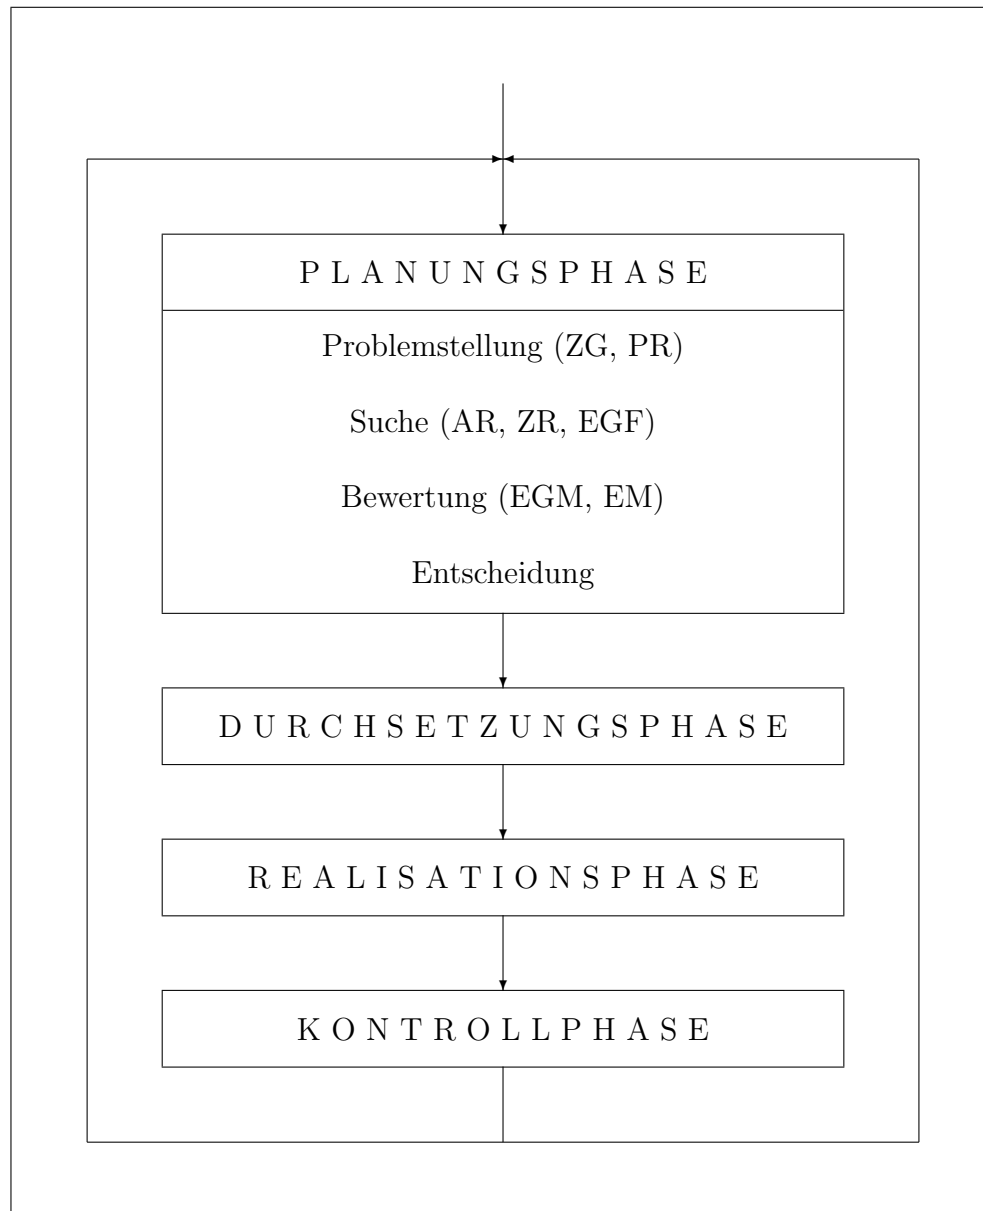 P L A N U N G S P H A S E
Problemstellung (ZG, PR)
Suche (AR, ZR, EGF)
Bewertung (EGM, EM)
Entscheidung
D U R C H S E T Z U N G S P H A S E
R E A L I S A T I O N S P H A S E
K O N T R O L L P H A S E